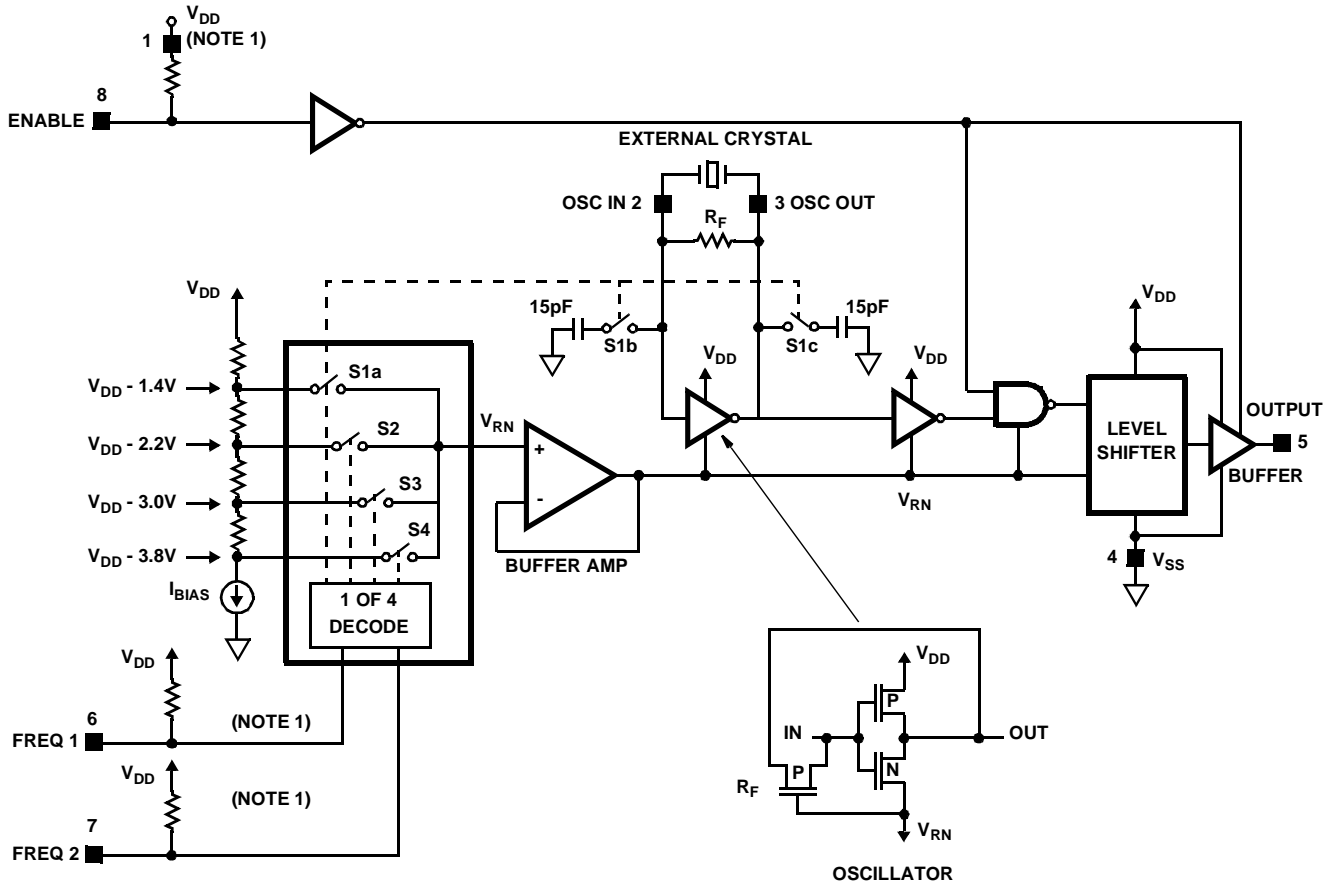 VDD
1 (NOTE 1)
8
ENABLE
EXTERNAL CRYSTAL
OSC IN 2
3 OSC OUT
RF
VDD
15pF
S1b
15pF
S1c
VDD
VDD
VDD
VDD - 1.4V
S1a
VDD - 2.2V
S2
VDD - 3.0V
S3
VDD - 3.8V
S4
VRN
+
-
BUFFER AMP
VRN
LEVEL
SHIFTER
OUTPUT
5
BUFFER
4 VSS
IBIAS
1 OF 4
DECODE
VDD
6
FREQ 1
(NOTE 1)
VDD
7
FREQ 2
(NOTE 1)
VDD
P
IN
OUT
N
P
RF
VRN
OSCILLATOR